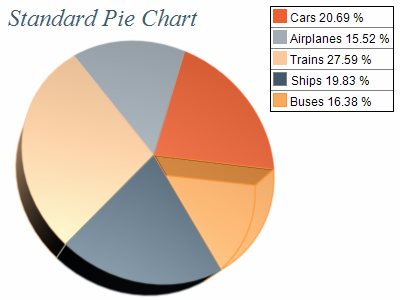 Standard Pie Chart
Cars 20.69 %
Airplanes 15.52 %
Trains 27.59 %
Ships 19.83 %
Buses 16.38 %